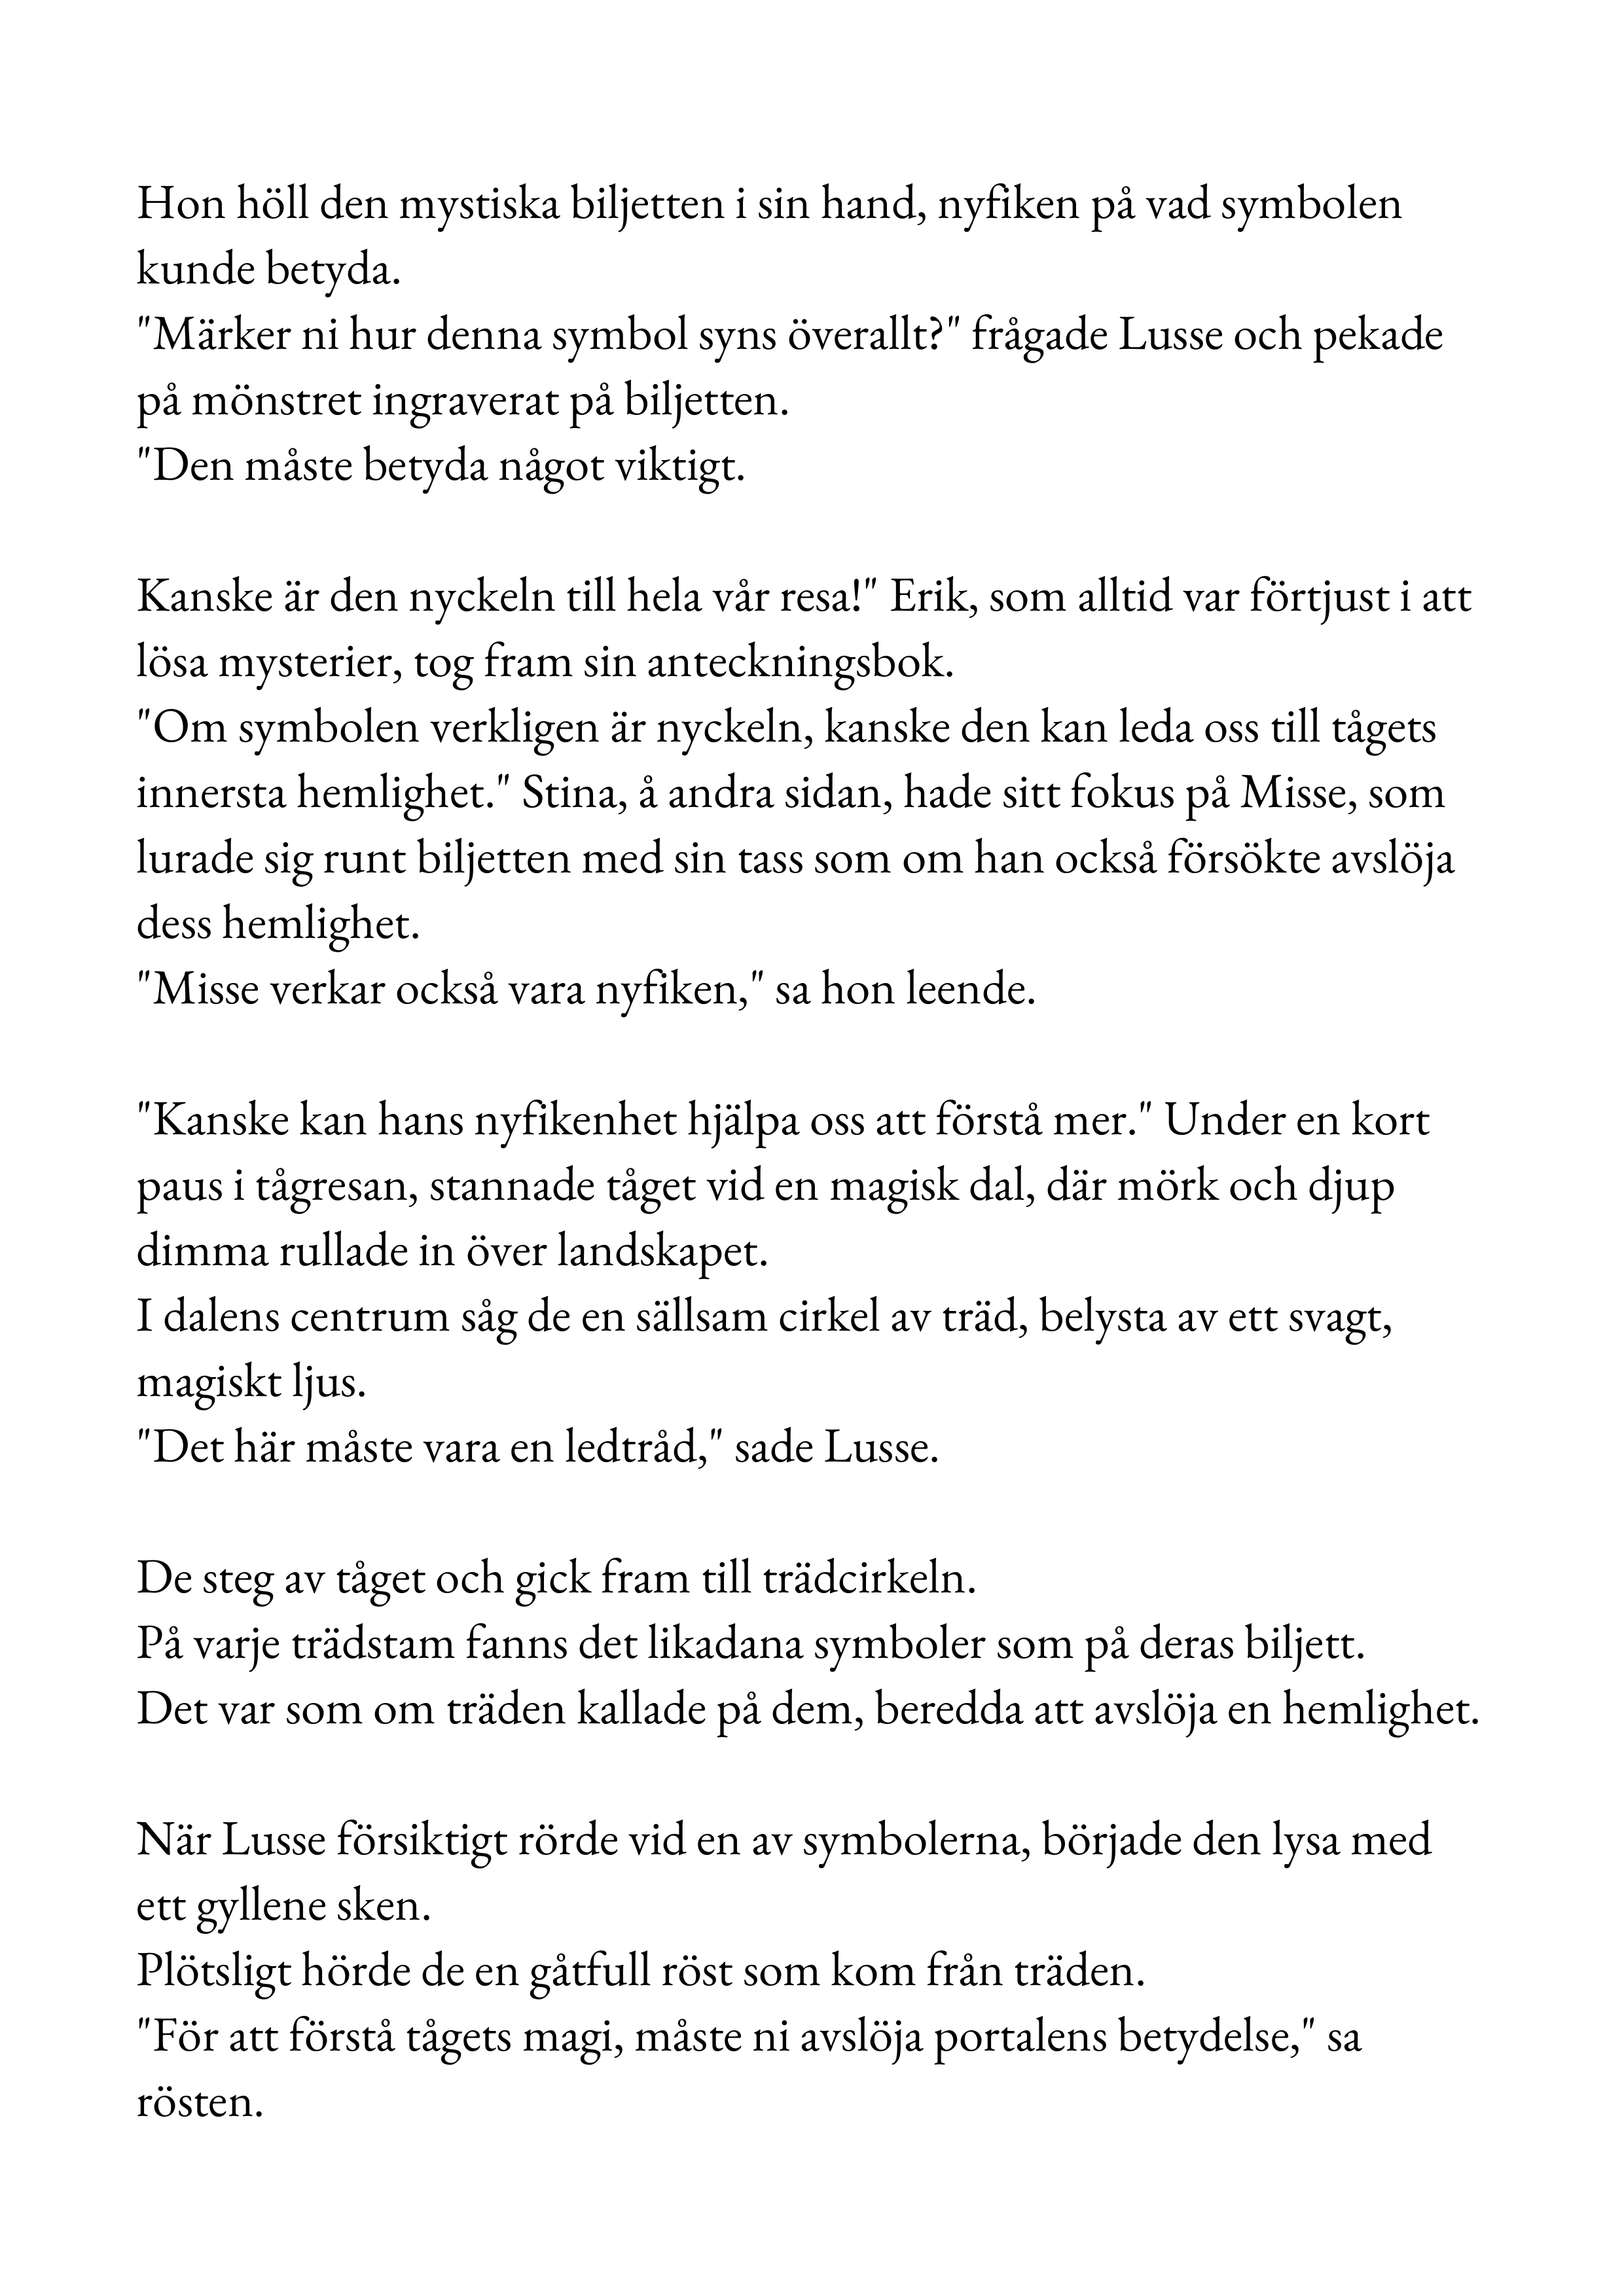 Hon höll den mystiska biljetten i sin hand, nyfiken på vad symbolen
kunde betyda.
"Märker ni hur denna symbol syns överallt?" frågade Lusse och pekade
på mönstret ingraverat på biljetten.
"Den måste betyda något viktigt.
Kanske är den nyckeln till hela vår resa!" Erik, som alltid var förtjust i att
lösa mysterier, tog fram sin anteckningsbok.
"Om symbolen verkligen är nyckeln, kanske den kan leda oss till tågets
innersta hemlighet." Stina, å andra sidan, hade sitt fokus på Misse, som
lurade sig runt biljetten med sin tass som om han också försökte avslöja
dess hemlighet.
"Misse verkar också vara nyfiken," sa hon leende.
"Kanske kan hans nyfikenhet hjälpa oss att förstå mer." Under en kort
paus i tågresan, stannade tåget vid en magisk dal, där mörk och djup
dimma rullade in över landskapet.
I dalens centrum såg de en sällsam cirkel av träd, belysta av ett svagt,
magiskt ljus.
"Det här måste vara en ledtråd," sade Lusse.
De steg av tåget och gick fram till trädcirkeln.
På varje trädstam fanns det likadana symboler som på deras biljett.
Det var som om träden kallade på dem, beredda att avslöja en hemlighet.
När Lusse försiktigt rörde vid en av symbolerna, började den lysa med
ett gyllene sken.
Plötsligt hörde de en gåtfull röst som kom från träden.
"För att förstå tågets magi, måste ni avslöja portalens betydelse," sa
rösten.